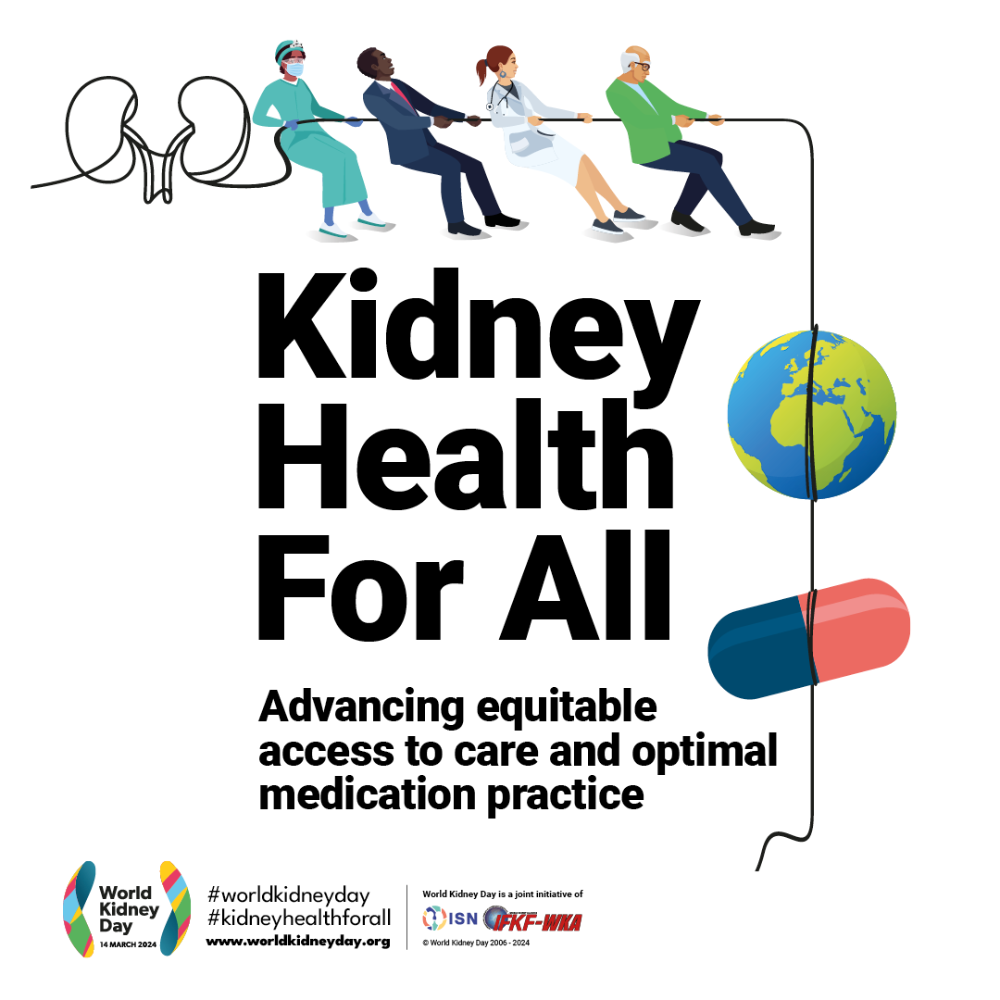 Kidney
Health
For All
Advancing equitable
access to care and optimal
medication practice
World
Kidney
Day
14 MARCH 2024
#worldkidneyday
#kidneyhealthforall
www.worldkidneyday.org
World Kidney Day is a joint initiative of
ISN
IFKF-WKA
© World Kidney Day 2006 - 2024